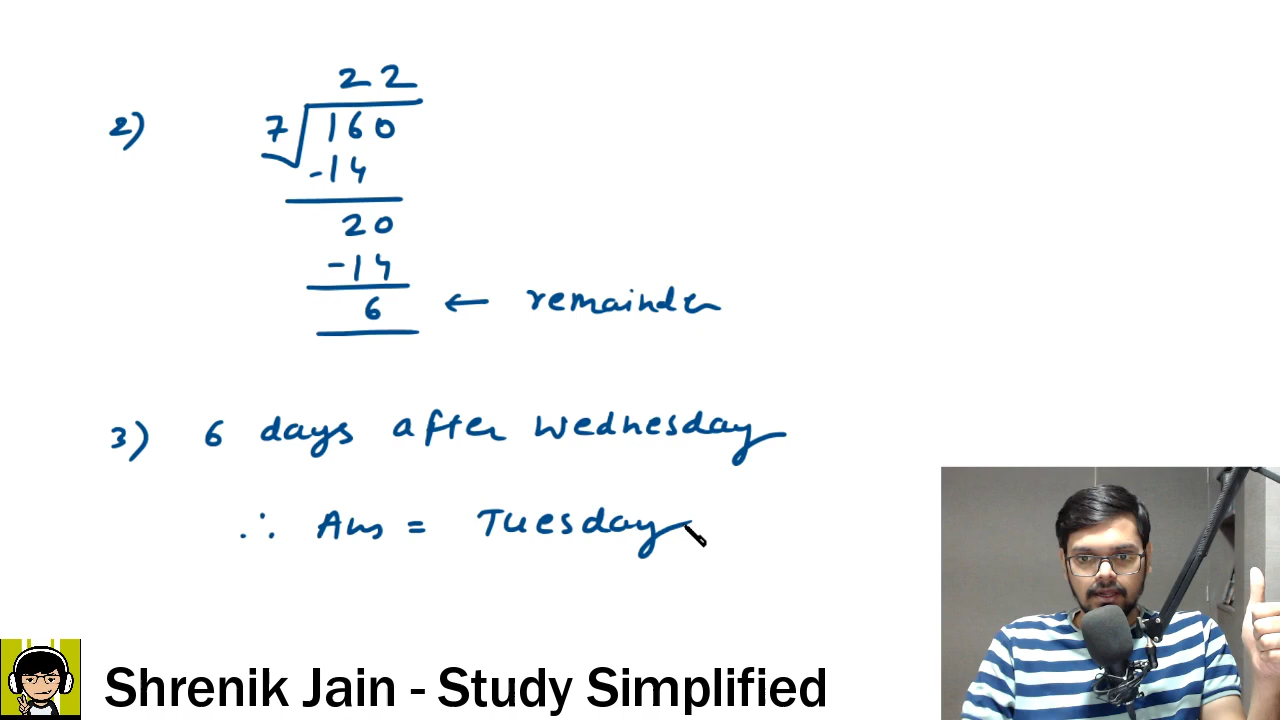 22
2) 7 160
-14
20
-14
6 ← remainder
3) 6 days after Wednesday
∴ Ans = Tuesday
Shrenik Jain - Study Simplified